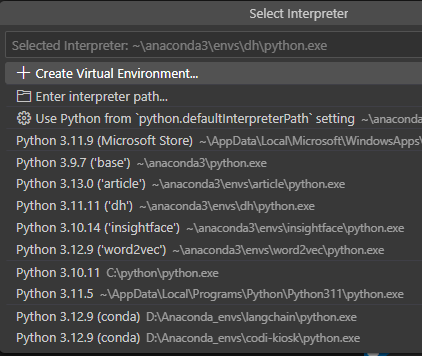 Select Interpreter
Selected Interpreter: ~\anaconda3\envs\dh\python.exe
+ Create Virtual Environment...
Enter interpreter path...
Use Python from `python.defaultInterpreterPath` setting ~\anaconda
Python 3.11.9 (Microsoft Store) ~\AppData\Local\Microsoft\WindowsApps\
Python 3.9.7 ('base') ~\anaconda3\python.exe
Python 3.13.0 ('article') ~\anaconda3\envs\article\python.exe
Python 3.11.11 ('dh') ~\anaconda3\envs\dh\python.exe
Python 3.10.14 ('insightface') ~\anaconda3\envs\insightface\python.exe
Python 3.12.9 ('word2vec') ~\anaconda3\envs\word2vec\python.exe
Python 3.10.11 C:\python\python.exe
Python 3.11.5 ~\AppData\Local\Programs\Python\Python311\python.exe
Python 3.12.9 (conda) D:\Anaconda_envs\langchain\python.exe
Python 3.12.9 (conda) D:\Anaconda_envs\codi-kiosk\python.exe